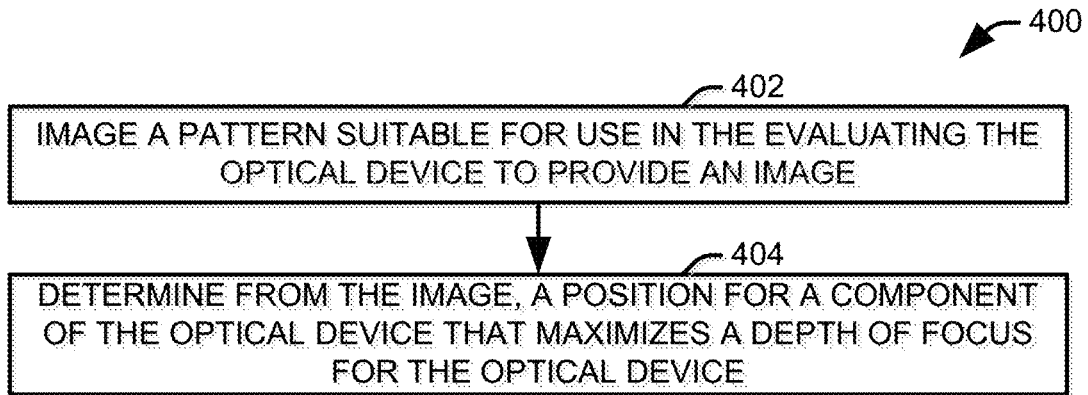 400
402
IMAGE A PATTERN SUITABLE FOR USE IN THE EVALUATING THE
OPTICAL DEVICE TO PROVIDE AN IMAGE
404
DETERMINE FROM THE IMAGE, A POSITION FOR A COMPONENT
OF THE OPTICAL DEVICE THAT MAXIMIZES A DEPTH OF FOCUS
FOR THE OPTICAL DEVICE